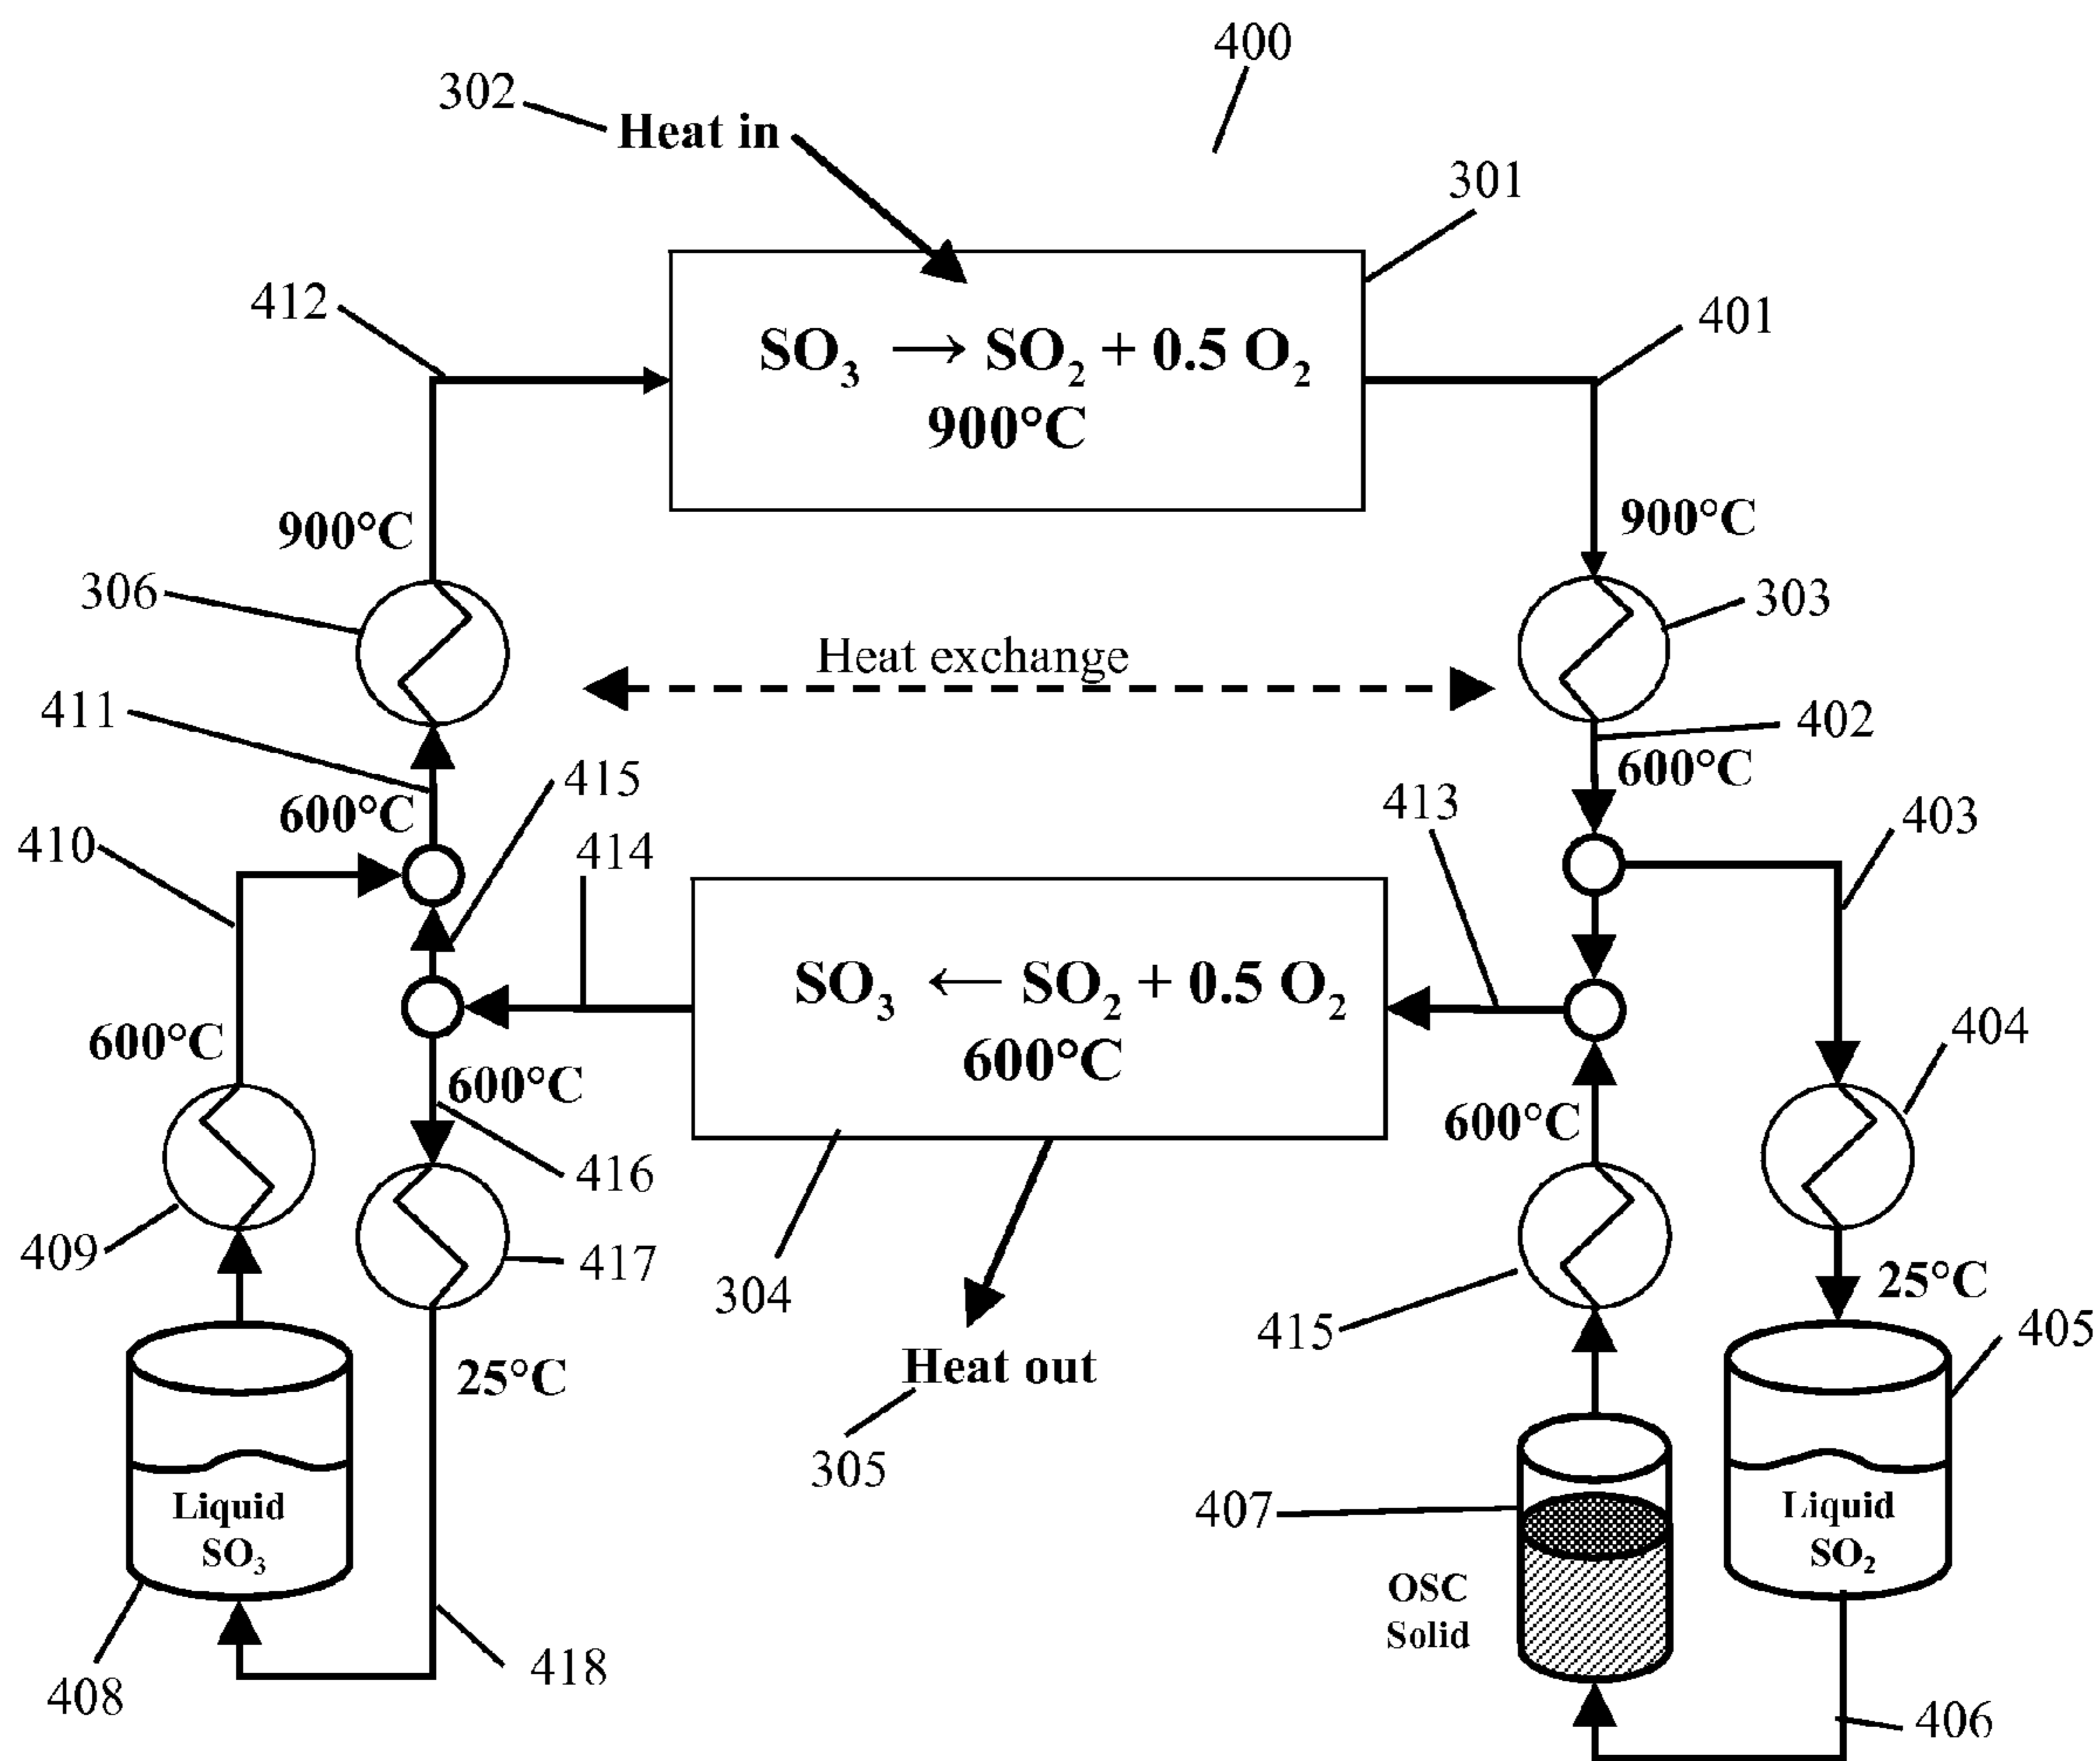 400
302
Heat in
301
412
401
SO₃ → SO₂ + 0.5 O₂
900°C
900°C
900°C
306
303
Heat exchange
411
402
415
600°C
600°C
413
403
410
414
SO₃ ← SO₂ + 0.5 O₂
600°C
404
600°C
600°C
600°C
416
409
417
304
415
25°C
405
Heat out
25°C
305
407
Liquid
SO₃
Liquid
SO₂
OSC
Solid
408
418
406